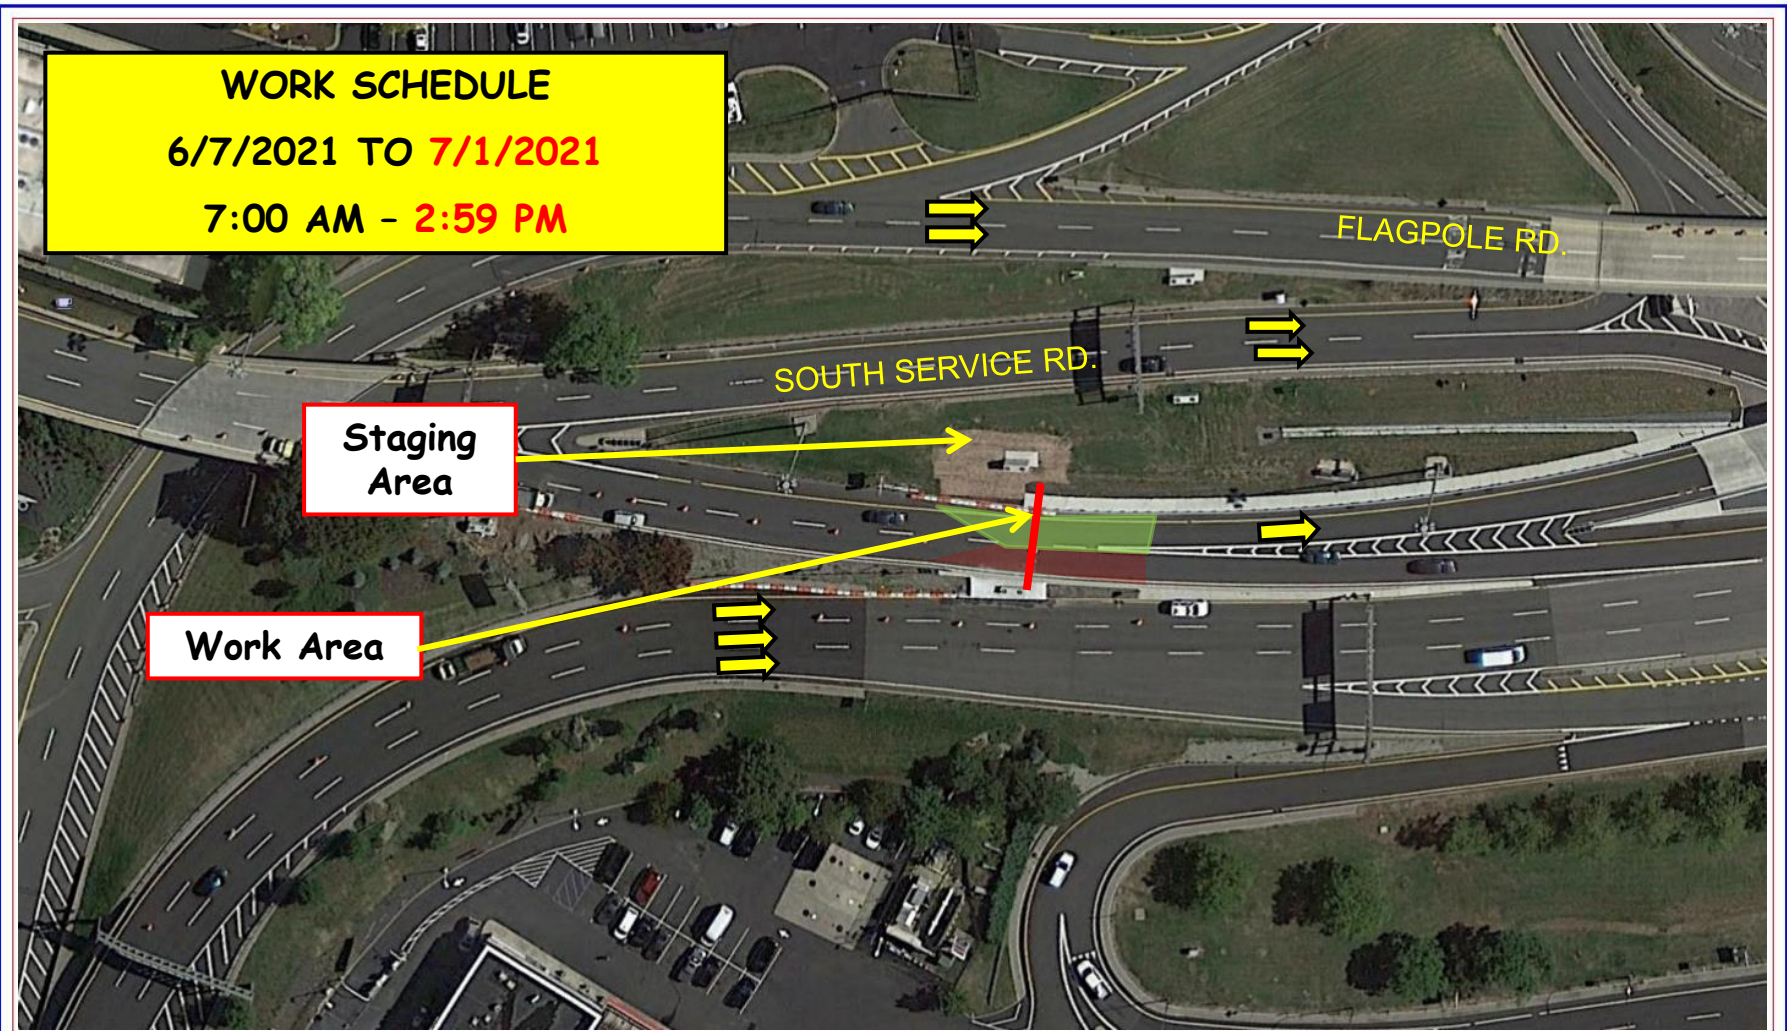 WORK SCHEDULE
6/7/2021 TO 7/1/2021
7:00 AM – 2:59 PM
FLAGPOLE RD.
SOUTH SERVICE RD.
Staging
Area
Work Area